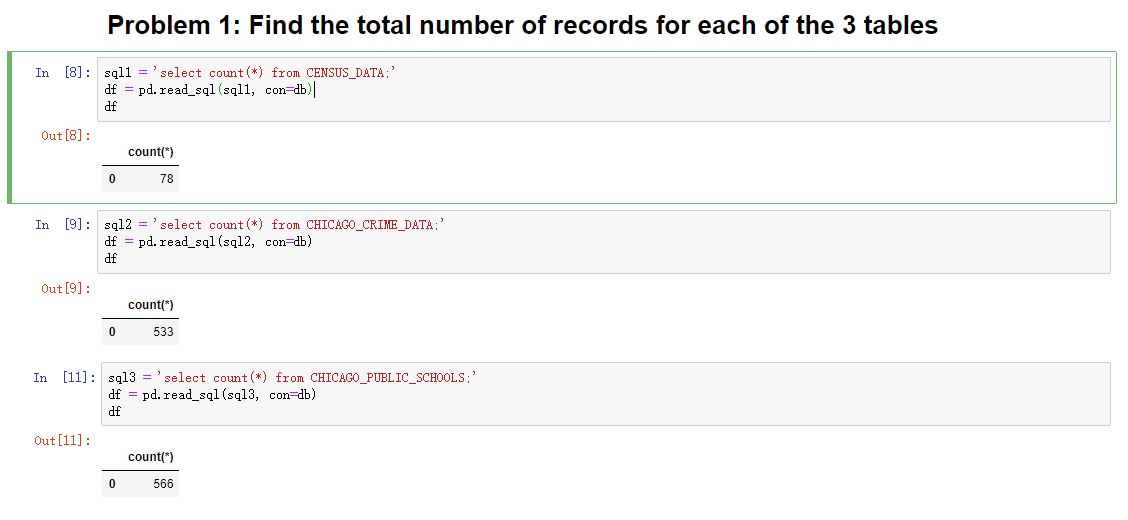 Problem 1: Find the total number of records for each of the 3 tables
In [8]: sql1 = 'select count(*) from CENSUS_DATA;'
df = pd.read_sql(sql1, con=db)
df
Out[8]:
count(*)
0 78
In [9]: sql2 = 'select count(*) from CHICAGO_CRIME_DATA;'
df = pd.read_sql(sql2, con=db)
df
Out[9]:
count(*)
0 533
In [11]: sql3 = 'select count(*) from CHICAGO_PUBLIC_SCHOOLS;'
df = pd.read_sql(sql3, con=db)
df
Out[11]:
count(*)
0 566